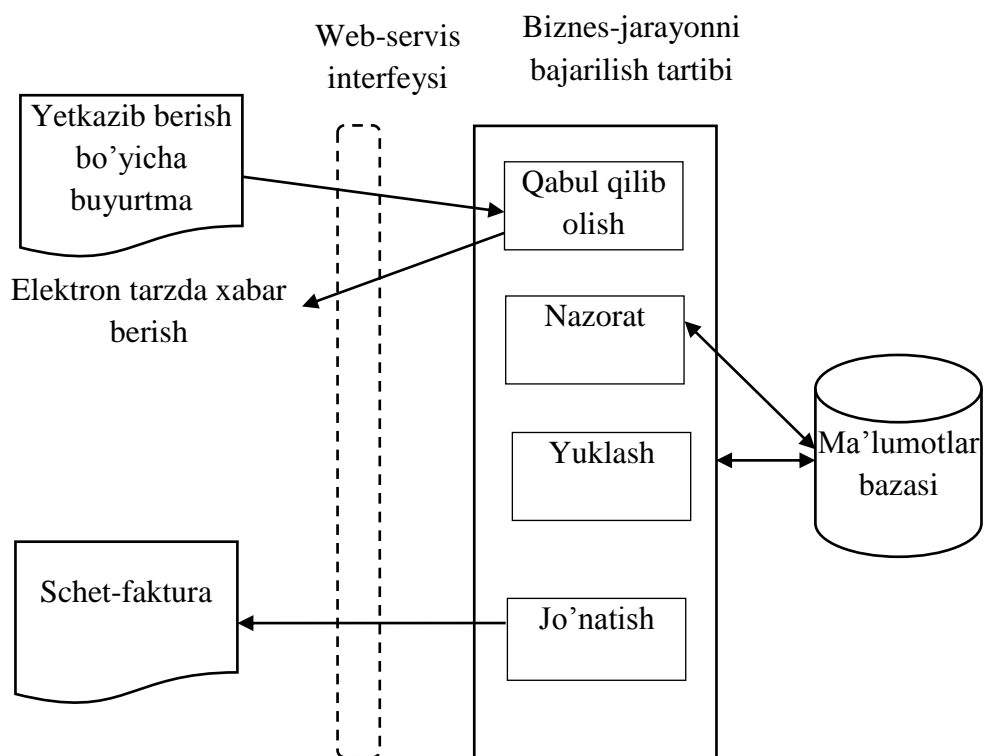 Web-servis
interfeysi
Biznes-jarayonni
bajarilish tartibi
Yetkazib berish
bo’yicha
buyurtma
Qabul qilib
olish
Elektron tarzda xabar
berish
Nazorat
Yuklash
Ma’lumotlar
bazasi
Schet-faktura
Jo’natish